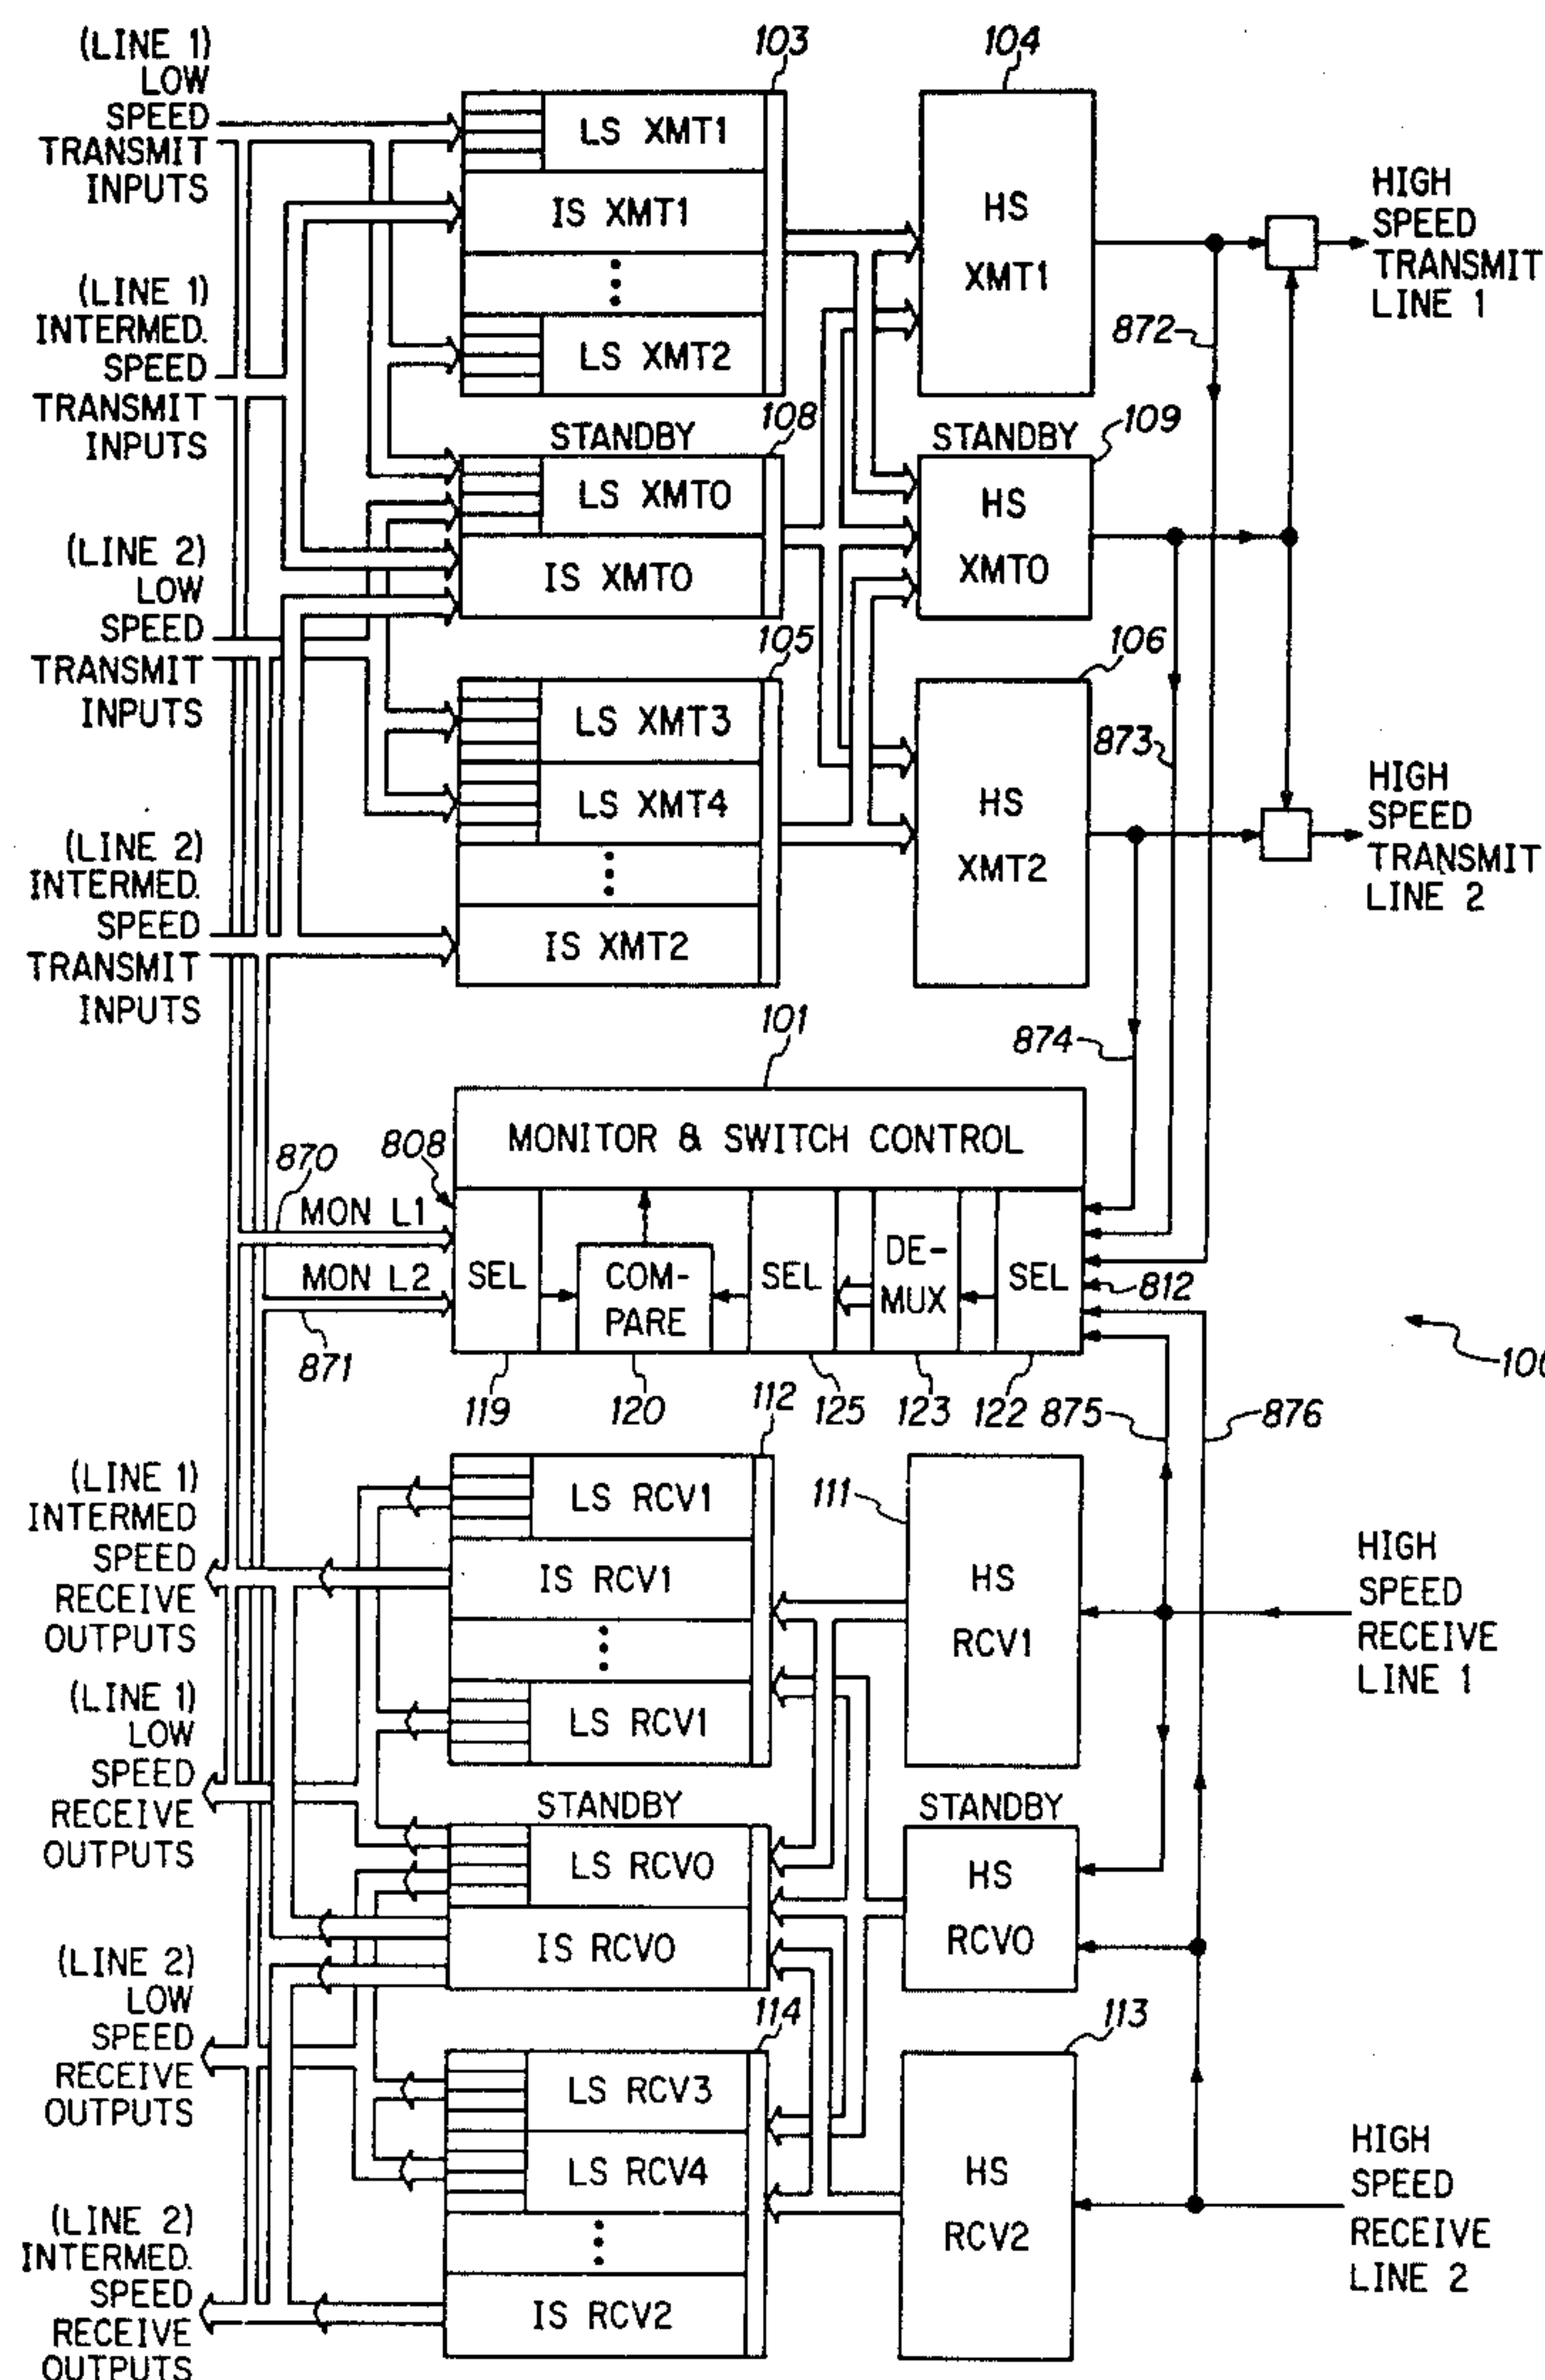 (LINE 1)
LOW
SPEED
TRANSMIT
INPUTS
(LINE 1)
INTERMED.
SPEED
TRANSMIT
INPUTS
(LINE 2)
LOW
SPEED
TRANSMIT
INPUTS
(LINE 2)
INTERMED.
SPEED
TRANSMIT
INPUTS
103
LS XMT1
IS XMT1
LS XMT2
STANDBY
108
LS XMT0
IS XMT0
105
LS XMT3
LS XMT4
IS XMT2
104
HS
XMT1
STANDBY
109
HS
XMT0
106
HS
XMT2
872
873
874
HIGH
SPEED
TRANSMIT
LINE 1
HIGH
SPEED
TRANSMIT
LINE 2
101
MONITOR & SWITCH CONTROL
870
808
MON L1
MON L2
871
SEL
COM-
PARE
SEL
DE-
MUX
SEL
812
119
120
125
123
122
875
876
(LINE 1)
INTERMED
SPEED
RECEIVE
OUTPUTS
(LINE 1)
LOW
SPEED
RECEIVE
OUTPUTS
(LINE 2)
LOW
SPEED
RECEIVE
OUTPUTS
(LINE 2)
INTERMED.
SPEED
RECEIVE
OUTPUTS
112
LS RCV1
IS RCV1
LS RCV1
STANDBY
LS RCV0
IS RCV0
114
LS RCV3
LS RCV4
IS RCV2
111
HS
RCV1
STANDBY
HS
RCV0
113
HS
RCV2
HIGH
SPEED
RECEIVE
LINE 1
HIGH
SPEED
RECEIVE
LINE 2